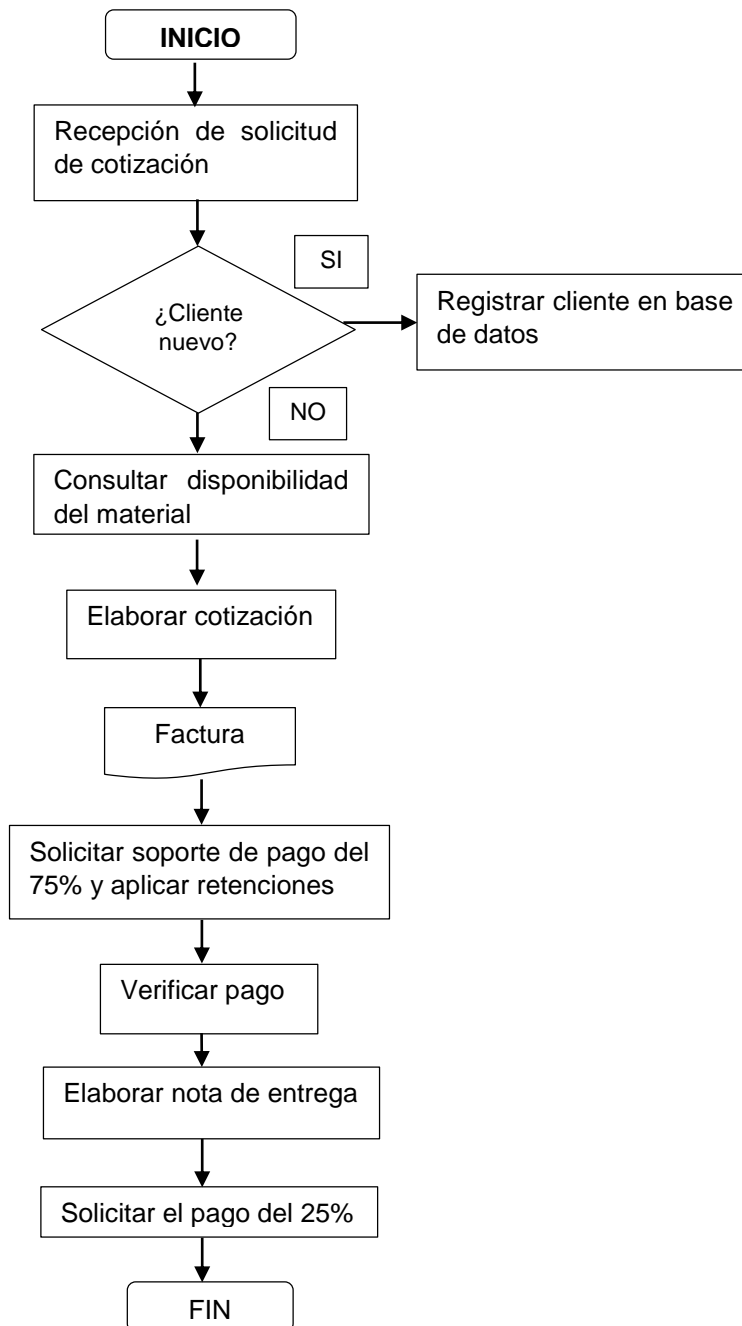 INICIO
Recepción de solicitud
de cotización
SI
¿Cliente
nuevo?
Registrar cliente en base
de datos
NO
Consultar disponibilidad
del material
Elaborar cotización
Factura
Solicitar soporte de pago del
75% y aplicar retenciones
Verificar pago
Elaborar nota de entrega
Solicitar el pago del 25%
FIN